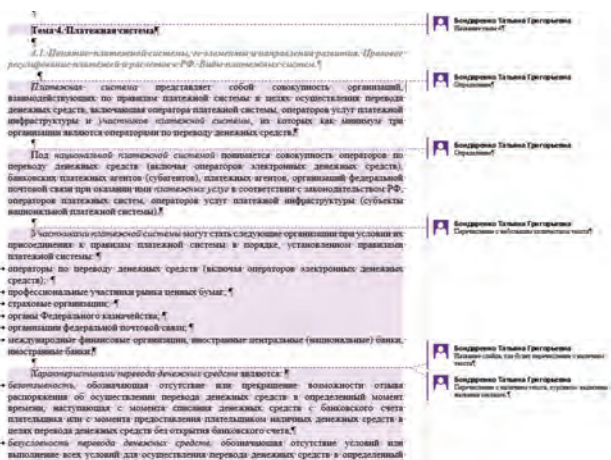 Тема 4. Платежная система¶
4.1. Понятие платежной системы, ее элементы и направления развития. Правовое
регулирование платежей и расчетов в РФ. Виды платежных систем.¶
Платежная система представляет собой совокупность организаций,
взаимодействующих по правилам платежной системы в целях осуществления перевода
денежных средств, включающая оператора платежной системы, операторов услуг платежной
инфраструктуры и участников платежной системы, из которых как минимум три
организации являются операторами по переводу денежных средств.¶
Под национальной платежной системой понимается совокупность операторов по
переводу денежных средств (включая операторов электронных денежных средств),
банковских платежных агентов (субагентов), платежных агентов, организаций федеральной
почтовой связи при оказании ими платежных услуг в соответствии с законодательством РФ,
операторов платежных систем, операторов услуг платежной инфраструктуры (субъекты
национальной платежной системы).¶
Участниками платежной системы могут стать следующие организации при условии их
присоединения к правилам платежной системы в порядке, установленном правилами
платежной системы:¶
операторы по переводу денежных средств (включая операторов электронных денежных
средств);¶
профессиональные участники рынка ценных бумаг;¶
страховые организации;¶
органы Федерального казначейства;¶
организации федеральной почтовой связи;¶
международные финансовые организации, иностранные центральные (национальные) банки,
иностранные банки.¶
Характеристиками перевода денежных средств являются:¶
безотзывность, обозначающая отсутствие или прекращение возможности отзыва
распоряжения об осуществлении перевода денежных средств в определенный момент
времени, наступающая с момента списания денежных средств с банковского счета
плательщика или с момента предоставления плательщиком наличных денежных средств в
целях перевода денежных средств без открытия банковского счета;¶
безусловность перевода денежных средств, обозначающая отсутствие условий или
выполнение всех условий для осуществления перевода денежных средств в определенный
Бондаренко Татьяна Григорьевна
Название темы¶
Бондаренко Татьяна Григорьевна
Определение¶
Бондаренко Татьяна Григорьевна
Определение¶
Бондаренко Татьяна Григорьевна
Перечисление с небольшим количеством текста¶
Бондаренко Татьяна Григорьевна
Название слайда, где будет перечисление с
текста¶
Бондаренко Татьяна Григорьевна
Перечисление с текста, курсивом выделены